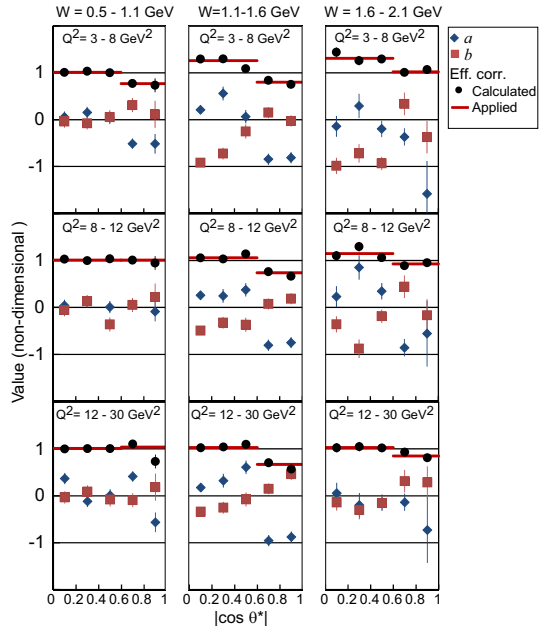 W = 0.5 - 1.1 GeV W=1.1-1.6 GeV W = 1.6 - 2.1 GeV
Q²= 3 - 8 GeV² Q²= 3 - 8 GeV² Q²= 3 - 8 GeV²
a
b
Eff. corr.
Calculated
Applied
1
0
-1
Q²= 8 - 12 GeV² Q²= 8 - 12 GeV² Q²= 8 - 12 GeV²
1
0
-1
Value (non-dimensional )
Q²= 12 - 30 GeV² Q²= 12 - 30 GeV² Q²= 12 - 30 GeV²
1
0
-1
0 0.2 0.4 0.6 0.8 1 0 0.2 0.4 0.6 0.8 1 0 0.2 0.4 0.6 0.8 1
|cos θ*|